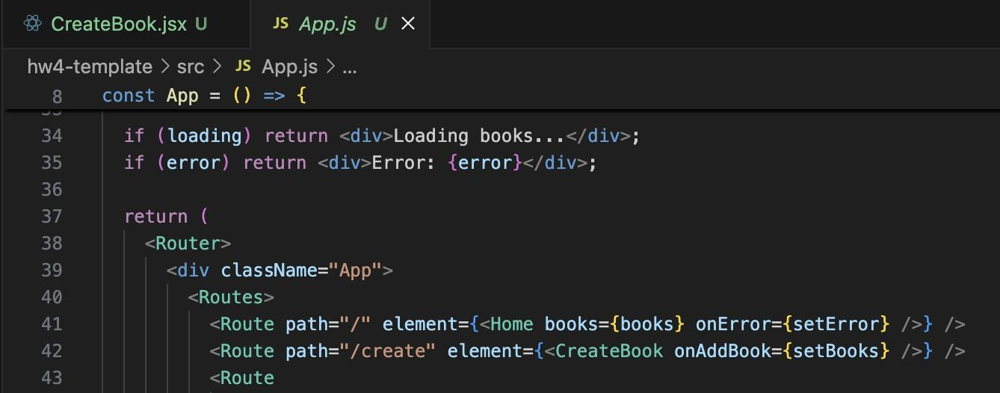 CreateBook.jsx U JS App.js U
hw4-template > src > JS App.js > ...
8 const App = () => {
34 if (loading) return <div>Loading books...</div>;
35 if (error) return <div>Error: {error}</div>;
36
37 return (
38 <Router>
39 <div className="App">
40 <Routes>
41 <Route path="/" element={<Home books={books} onError={setError} />} />
42 <Route path="/create" element={<CreateBook onAddBook={setBooks} />} />
43 <Route